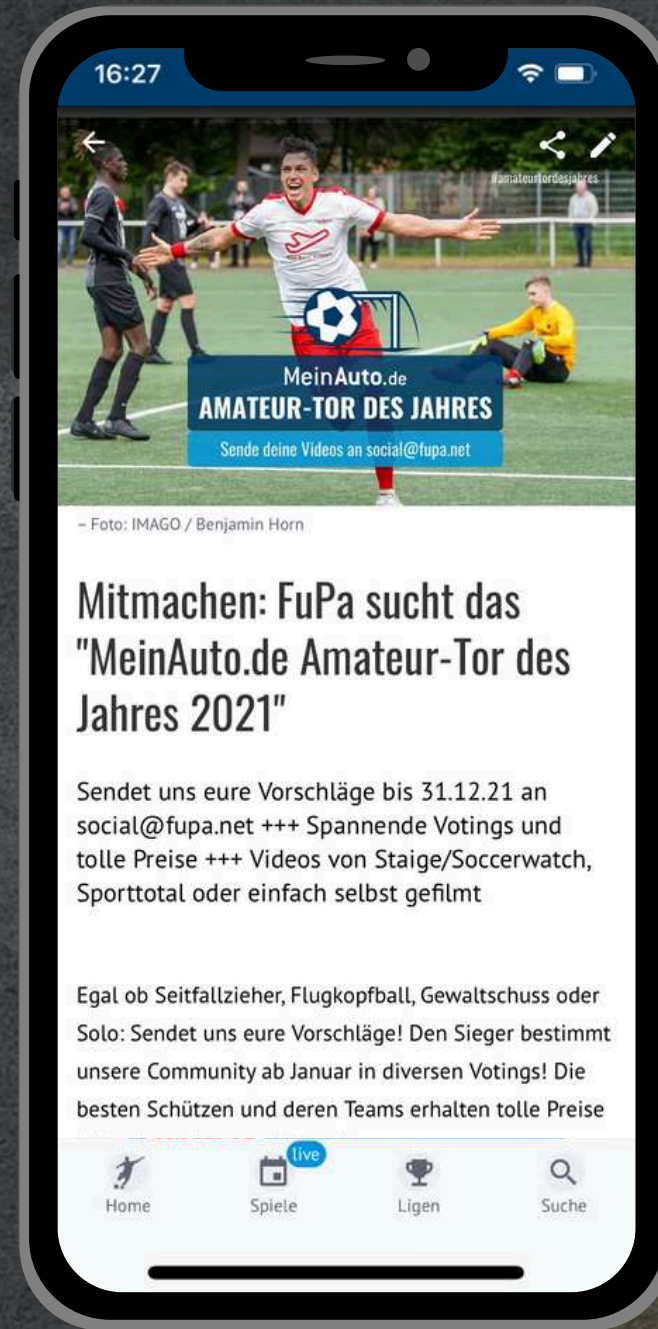 16:27
#amateurtordesjahres
MeinAuto.de
AMATEUR-TOR DES JAHRES
Sende deine Videos an social@fupa.net
– Foto: IMAGO / Benjamin Horn
Mitmachen: FuPa sucht das
"MeinAuto.de Amateur-Tor des
Jahres 2021"
Sendet uns eure Vorschläge bis 31.12.21 an
social@fupa.net +++ Spannende Votings und
tolle Preise +++ Videos von Staige/Soccerwatch,
Sporttotal oder einfach selbst gefilmt
Egal ob Seitfallzieher, Flugkopfball, Gewaltschuss oder
Solo: Sendet uns eure Vorschläge! Den Sieger bestimmt
unsere Community ab Januar in diversen Votings! Die
besten Schützen und deren Teams erhalten tolle Preise
live
Home Spiele Ligen Suche